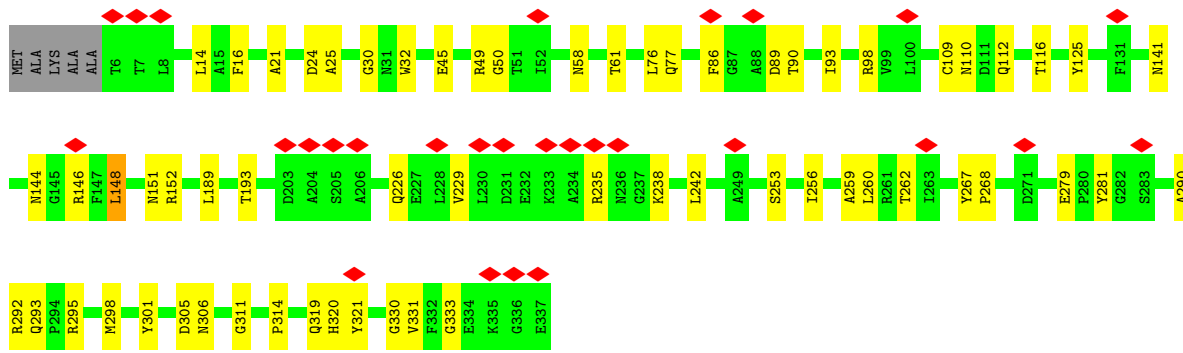 MET ALA LYS ALA ALA T6 T7 L8 L14 A15 F16 A21 D24 A25 G30 N31 W32 E45 R49 G50 T51 I52 N58 T61 L76 Q77 F86 G87 A88 D89 T90 I93 R98 V99 L100 C109 N110 D111 Q112 T116 Y125 F131 N141
N144 G145 R146 F147 L148 N151 R152 L189 T193 D203 A204 S205 A206 Q226 E227 L228 V229 L230 D231 E232 K233 A234 R235 N236 G237 K238 L242 A249 S253 I256 A259 L260 R261 T262 I263 Y267 P268 D271 E279 P280 Y281 G282 S283 A290
R292 Q293 P294 R295 M298 Y301 D305 N306 G311 P314 Q319 H320 Y321 G330 V331 F332 G333 E334 K335 G336 E337